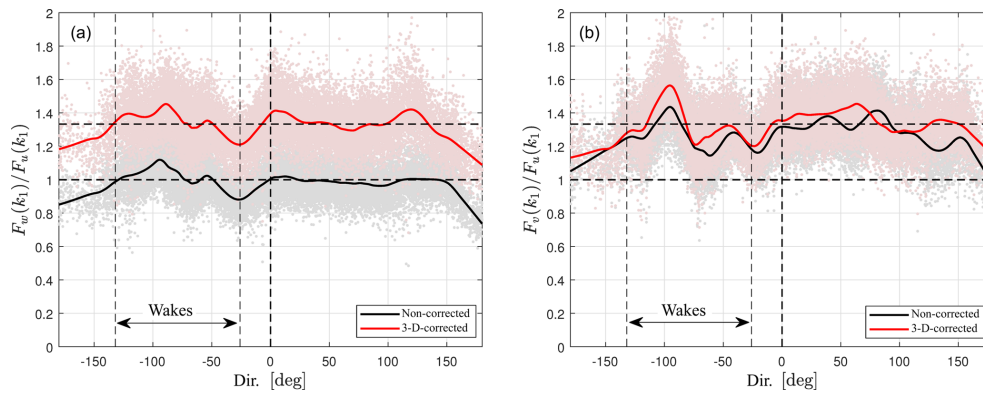 (a)
2
1.8
1.6
1.4
1.2
1
0.8
0.6
0.4
0.2
0
F_w(k_1)/F_u(k_1)
Wakes
Non-corrected
3-D-corrected
-150 -100 -50 0 50 100 150
Dir. [deg]
(b)
2
1.8
1.6
1.4
1.2
1
0.8
0.6
0.4
0.2
0
F_v(k_1)/F_u(k_1)
Wakes
Non-corrected
3-D-corrected
-150 -100 -50 0 50 100 150
Dir. [deg]